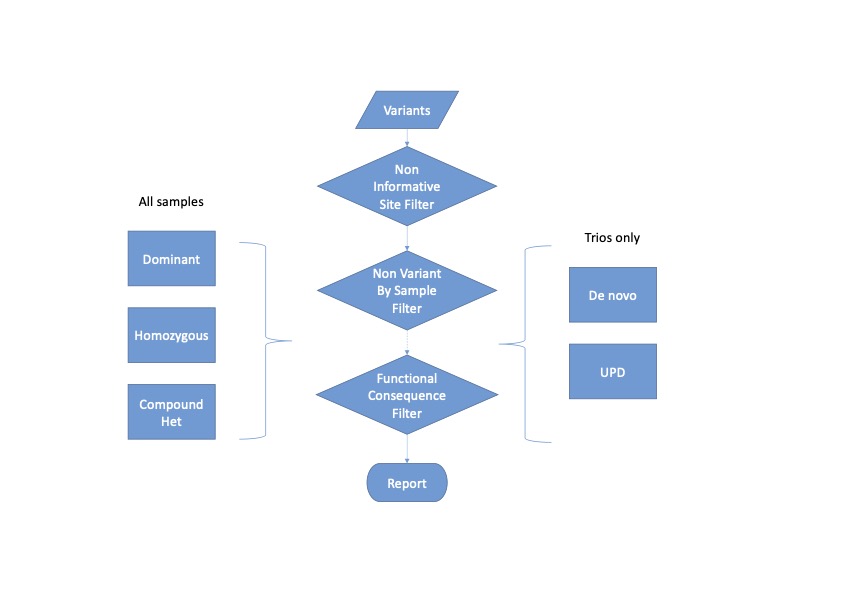 Variants
Non
Informative
Site Filter
All samples
Dominant
Homozygous
Compound
Het
Non Variant
By Sample
Filter
Trios only
De novo
UPD
Functional
Consequence
Filter
Report